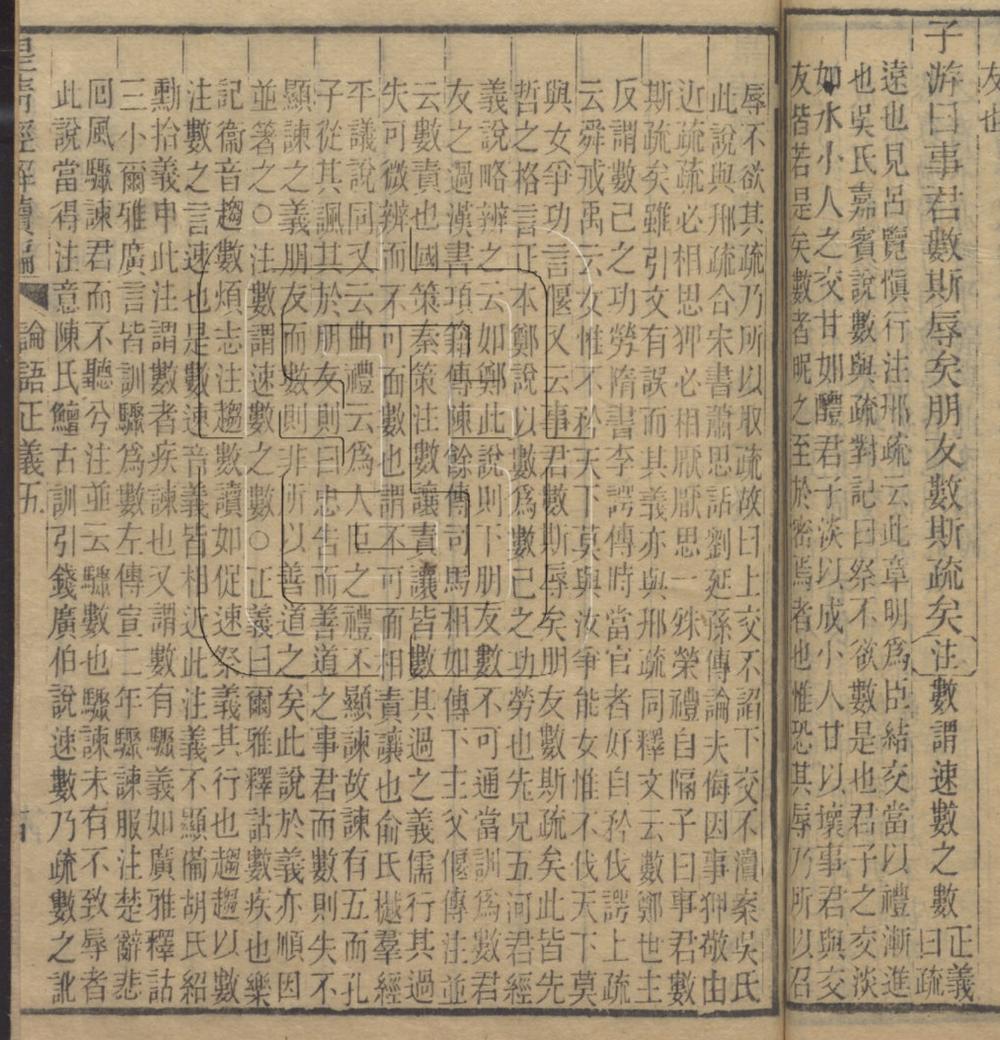 友也
子游曰事君數斯辱矣朋友數斯疏矣注數謂速數之數正義曰疏
遠也見呂覽慎行注邢疏云此章明為臣結交當以禮漸進
也吳氏嘉賓說數與疏對記曰祭不欲數是也君子之交淡
如水小人之交甘如醴君子淡以成小人甘以壞事君與交
友皆若是矣數者昵之至於密焉者也惟恐其辱乃所以召
辱不欲其疏乃所以取疏故曰上交不諂下交不瀆案吳氏
此說與邢疏合宋書蕭思話劉延孫傳論夫侮因事狎敬由
近疏疏必相思狎必相厭厭思一殊榮禮自隔子曰事君數
斯疏矣雖引文有誤而其義亦與邢疏同釋文云數鄭世主
反謂數己之功勞隋書李諤傳時當官者好自矜伐諤上疏
云舜戒禹云女惟不矜天下莫與汝爭能女惟不伐天下莫
與女爭功言偃又云事君數斯辱矣朋友數斯疏矣此皆先
哲之格言正本鄭說以數為數己之功勞也先兄五河君經
義說略辨之云如鄭此說則下朋友數不可通當訓為數君
友之過漢書項籍傳陳餘傳司馬相如傳下主父偃傳注並
云數責也國策秦策注數讓責讓皆數其過之義儒行其過
失可微辨而不可面數也謂不可面相責讓也俞氏樾羣經
平議說同又云曲禮云為人臣之禮不顯諫故諫有五而孔
子從其諷其於朋友則曰忠告而善道之事君而數則失不
顯諫之義朋友而數則非所以善道之矣此說於義亦順因
並箸之○注數謂速數之數○正義曰爾雅釋詁數疾也樂
記衞音趨數煩志注趨數讀如促速祭義其行也趨趨以數
注數之言速也是數速音義皆相近此注義不顯備胡氏紹
勳拾義申此注謂數者疾諫也又謂數有驟義如廣雅釋詁
三小爾雅廣言皆訓驟為數左傳宣二年驟諫服注楚辭悲
回風驟諫君而不聽兮注並云驟數也驟諫未有不致辱者
此說當得注意陳氏鱣古訓引錢廣伯說速數乃疏數之訛
皇清經解續編 論語正義五